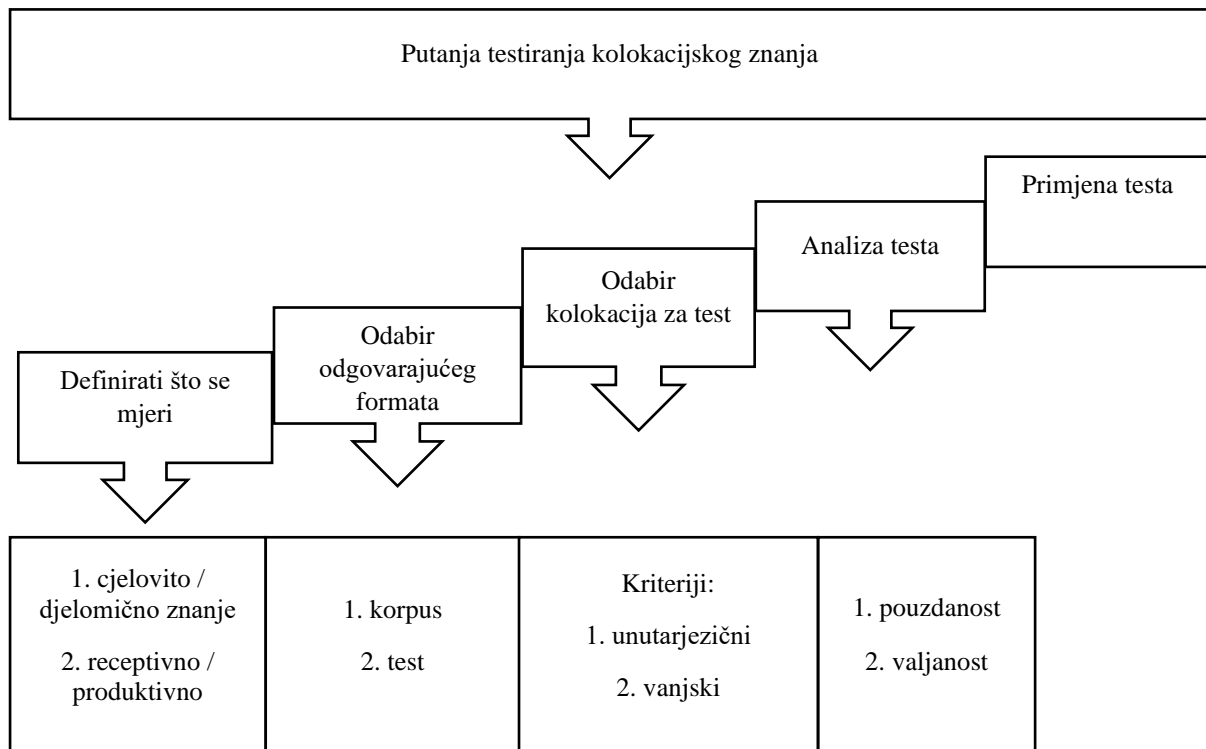 Putanja testiranja kolokacijskog znanja
Primjena testa
Analiza testa
Odabir
kolokacija za test
Odabir
odgovarajućeg
formata
Definirati što se
mjeri
1. cjelovito /
djelomično znanje
2. receptivno /
produktivno
1. korpus
2. test
Kriteriji:
1. unutarjezični
2. vanjski
1. pouzdanost
2. valjanost